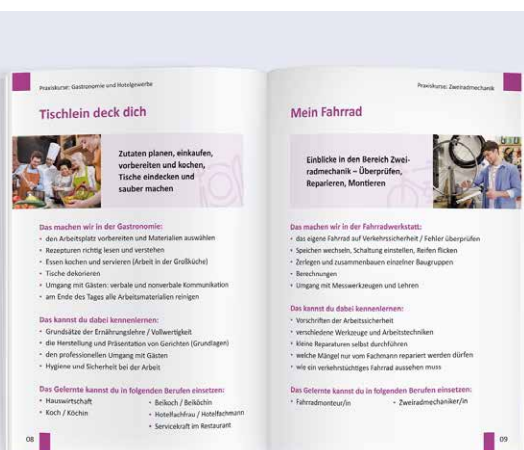 Praxiskurse: Gastronomie und Hotelgewerbe
Tischlein deck dich
Zutaten planen, einkaufen,
vorbereiten und kochen,
Tische eindecken und
sauber machen
Das machen wir in der Gastronomie:
• den Arbeitsplatz vorbereiten und Materialien auswählen
• Rezepturen richtig lesen und verstehen
• Essen kochen und servieren (Arbeit in der Großküche)
• Tische dekorieren
• Umgang mit Gästen: verbale und nonverbale Kommunikation
• am Ende des Tages alle Arbeitsmaterialien reinigen
Das kannst du dabei kennenlernen:
• Grundsätze der Ernährungslehre / Vollwertigkeit
• die Herstellung und Präsentation von Gerichten (Grundlagen)
• den professionellen Umgang mit Gästen
• Hygiene und Sicherheit bei der Arbeit
Das Gelernte kannst du in folgenden Berufen einsetzen:
• Hauswirtschaft
• Koch / Köchin
• Beikoch / Beiköchin
• Hotelfachfrau / Hotelfachmann
• Servicekraft im Restaurant
08
Praxiskurse: Zweiradmechanik
Mein Fahrrad
Einblicke in den Bereich Zwei-
radmechanik – Überprüfen,
Reparieren, Montieren
Das machen wir in der Fahrradwerkstatt:
• das eigene Fahrrad auf Verkehrssicherheit / Fehler überprüfen
• Speichen wechseln, Schaltung einstellen, Reifen flicken
• Zerlegen und zusammenbauen einzelner Baugruppen
• Berechnungen
• Umgang mit Messwerkzeugen und Lehren
Das kannst du dabei kennenlernen:
• Vorschriften der Arbeitssicherheit
• verschiedene Werkzeuge und Arbeitstechniken
• kleine Reparaturen selbst durchführen
• welche Mängel nur vom Fachmann repariert werden dürfen
• wie ein verkehrstüchtiges Fahrrad aussehen muss
Das Gelernte kannst du in folgenden Berufen einsetzen:
• Fahrradmonteur/in
• Zweiradmechaniker/in
09